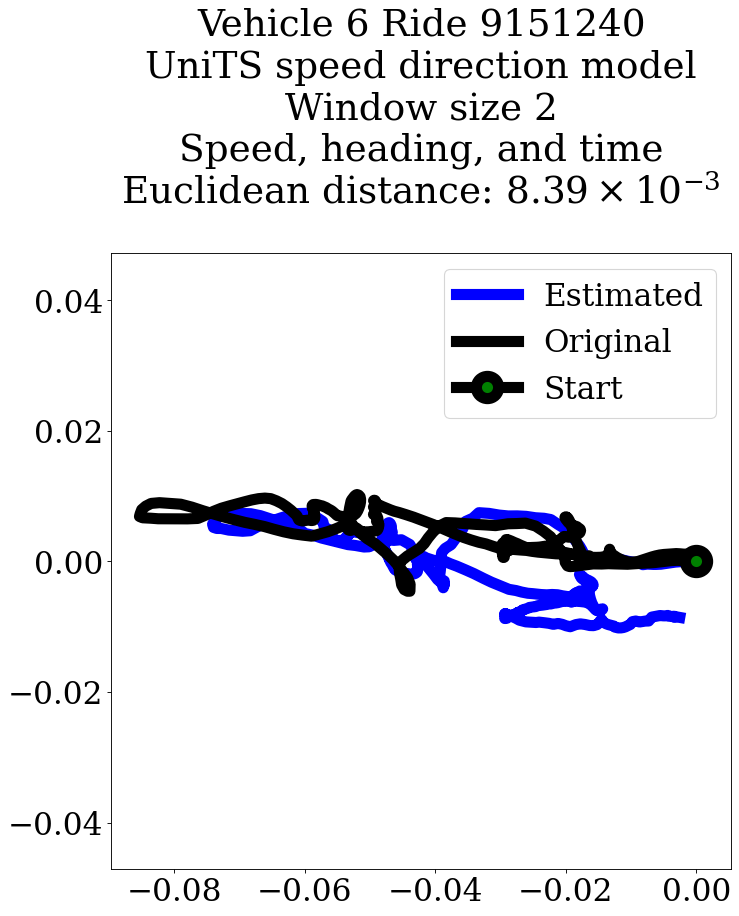 Vehicle 6 Ride 9151240
UniTS speed direction model
Window size 2
Speed, heading, and time
Euclidean distance: 8.39 × 10⁻³
Estimated
Original
Start
0.04
0.02
0.00
−0.02
−0.04
−0.08 −0.06 −0.04 −0.02 0.00